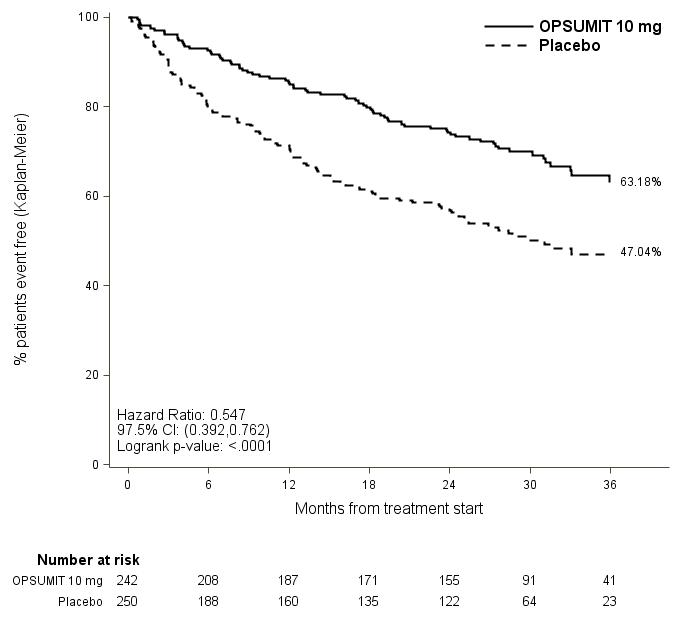 OPSUMIT 10 mg
Placebo
100
80
60
40
20
0
% patients event free (Kaplan-Meier)
63.18%
47.04%
Hazard Ratio: 0.547
97.5% CI: (0.392,0.762)
Logrank p-value: <.0001
0 6 12 18 24 30 36
Months from treatment start
Number at risk
OPSUMIT 10 mg 242 208 187 171 155 91 41
Placebo 250 188 160 135 122 64 23